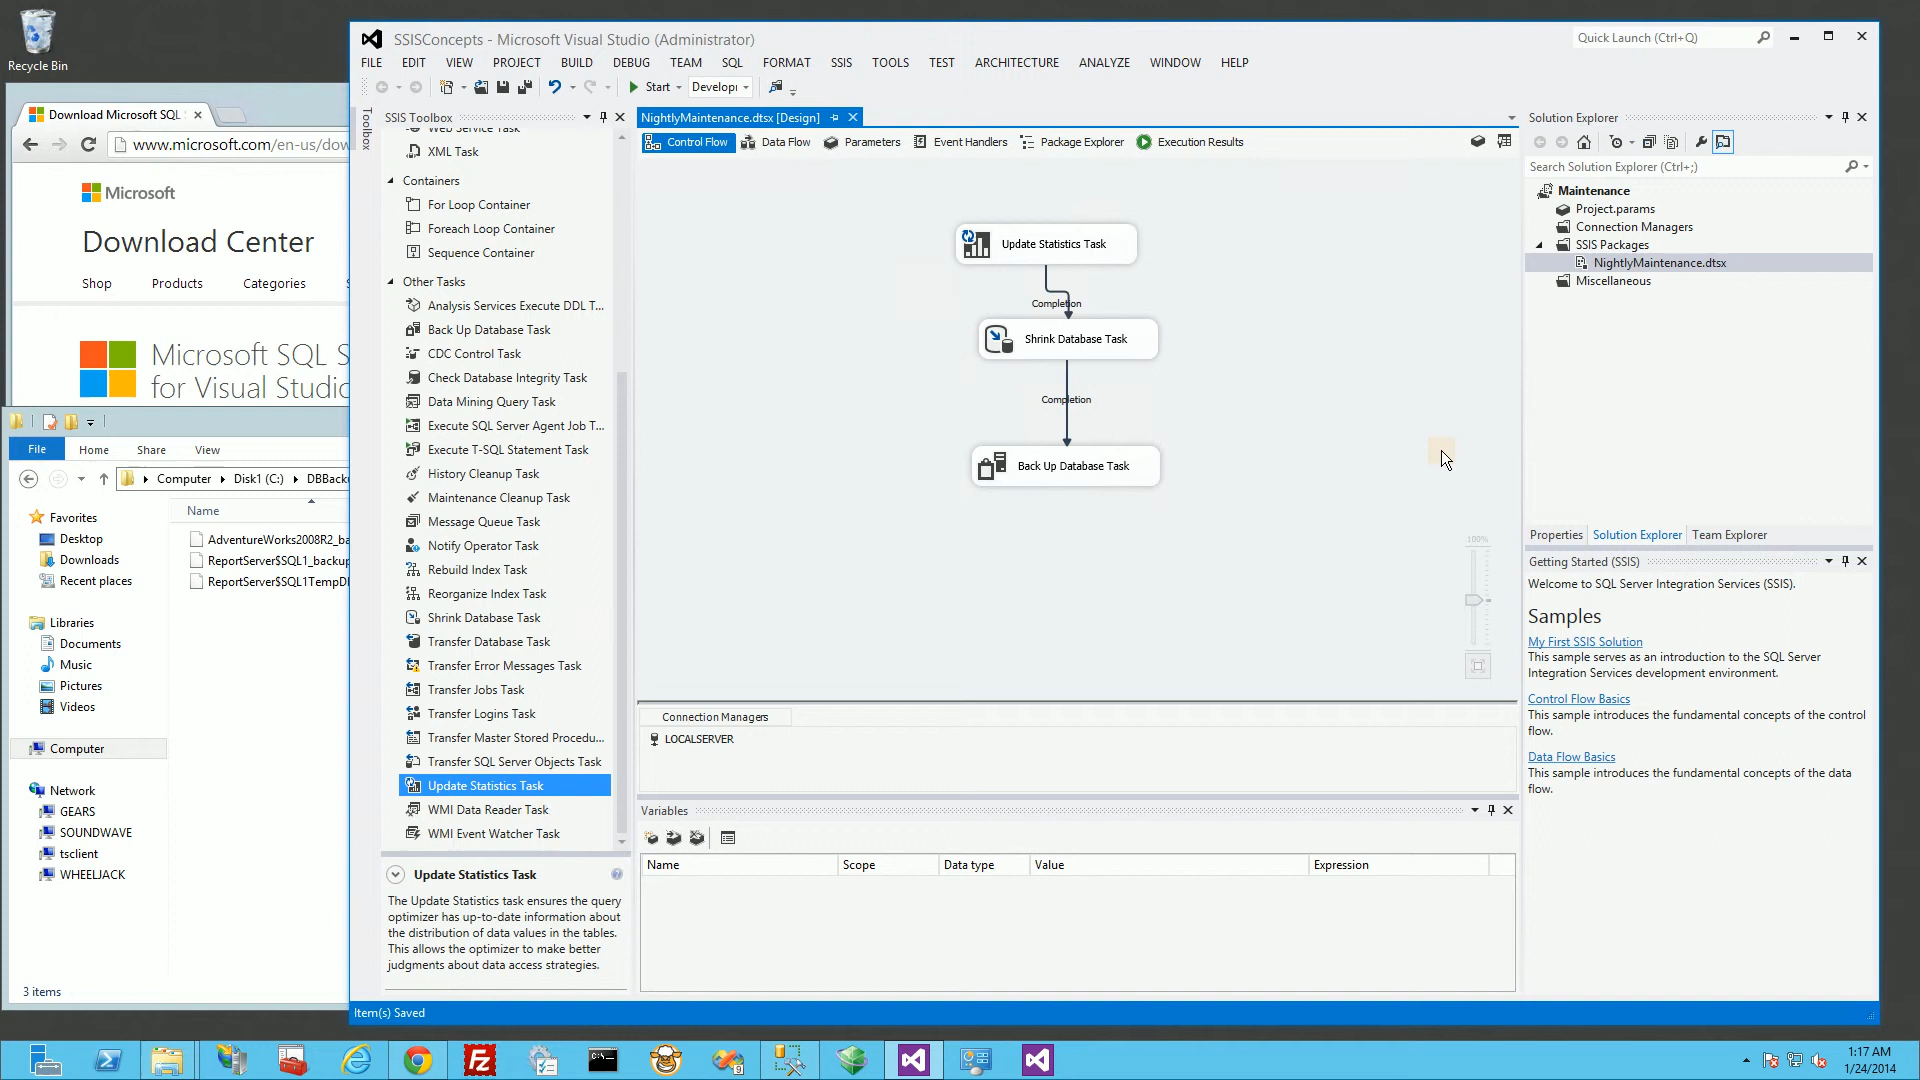 Recycle Bin
Download Microsoft SQL
www.microsoft.com/en-us/dow
Microsoft
Download Center
Shop
Products
Categories
Microsoft SQL S
for Visual Studio
File
Home
Share
View
Computer
Disk1 (C:)
DBBacku
Name
Favorites
Desktop
Downloads
Recent places
Libraries
Documents
Music
Pictures
Videos
Computer
Network
GEARS
SOUNDWAVE
tsclient
WHEELJACK
AdventureWorks2008R2_ba
ReportServer$SQL1_backup
ReportServer$SQL1TempD
3 items
SSISConcepts - Microsoft Visual Studio (Administrator)
Quick Launch (Ctrl+Q)
FILE EDIT VIEW PROJECT BUILD DEBUG TEAM SQL FORMAT SSIS TOOLS TEST ARCHITECTURE ANALYZE WINDOW HELP
Start
Develop
Toolbox
SSIS Toolbox
Web Service Task
XML Task
Containers
For Loop Container
Foreach Loop Container
Sequence Container
Other Tasks
Analysis Services Execute DDL T...
Back Up Database Task
CDC Control Task
Check Database Integrity Task
Data Mining Query Task
Execute SQL Server Agent Job T...
Execute T-SQL Statement Task
History Cleanup Task
Maintenance Cleanup Task
Message Queue Task
Notify Operator Task
Rebuild Index Task
Reorganize Index Task
Shrink Database Task
Transfer Database Task
Transfer Error Messages Task
Transfer Jobs Task
Transfer Logins Task
Transfer Master Stored Procedu...
Transfer SQL Server Objects Task
Update Statistics Task
WMI Data Reader Task
WMI Event Watcher Task
Update Statistics Task
The Update Statistics task ensures the query
optimizer has up-to-date information about
the distribution of data values in the tables.
This allows the optimizer to make better
judgments about data access strategies.
NightlyMaintenance.dtsx [Design]
Control Flow
Data Flow
Parameters
Event Handlers
Package Explorer
Execution Results
Update Statistics Task
Completion
Shrink Database Task
Completion
Back Up Database Task
100%
Connection Managers
LOCALSERVER
Variables
Name
Scope
Data type
Value
Expression
Solution Explorer
Search Solution Explorer (Ctrl+;)
Maintenance
Project.params
Connection Managers
SSIS Packages
NightlyMaintenance.dtsx
Miscellaneous
Properties
Solution Explorer
Team Explorer
Getting Started (SSIS)
Welcome to SQL Server Integration Services (SSIS).
Samples
My First SSIS Solution
This sample serves as an introduction to the SQL Server
Integration Services development environment.
Control Flow Basics
This sample introduces the fundamental concepts of the control
flow.
Data Flow Basics
This sample introduces the fundamental concepts of the data
flow.
Item(s) Saved
1:17 AM
1/24/2014